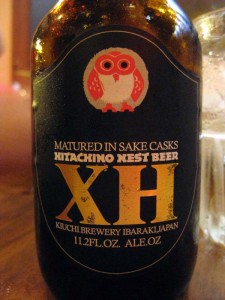 MATURED IN SAKE CASKS
HITACHINO NEST BEER
XH
KIUCHI BREWERY IBARAKI,JAPAN
11.2FL.OZ. ALE.OZ